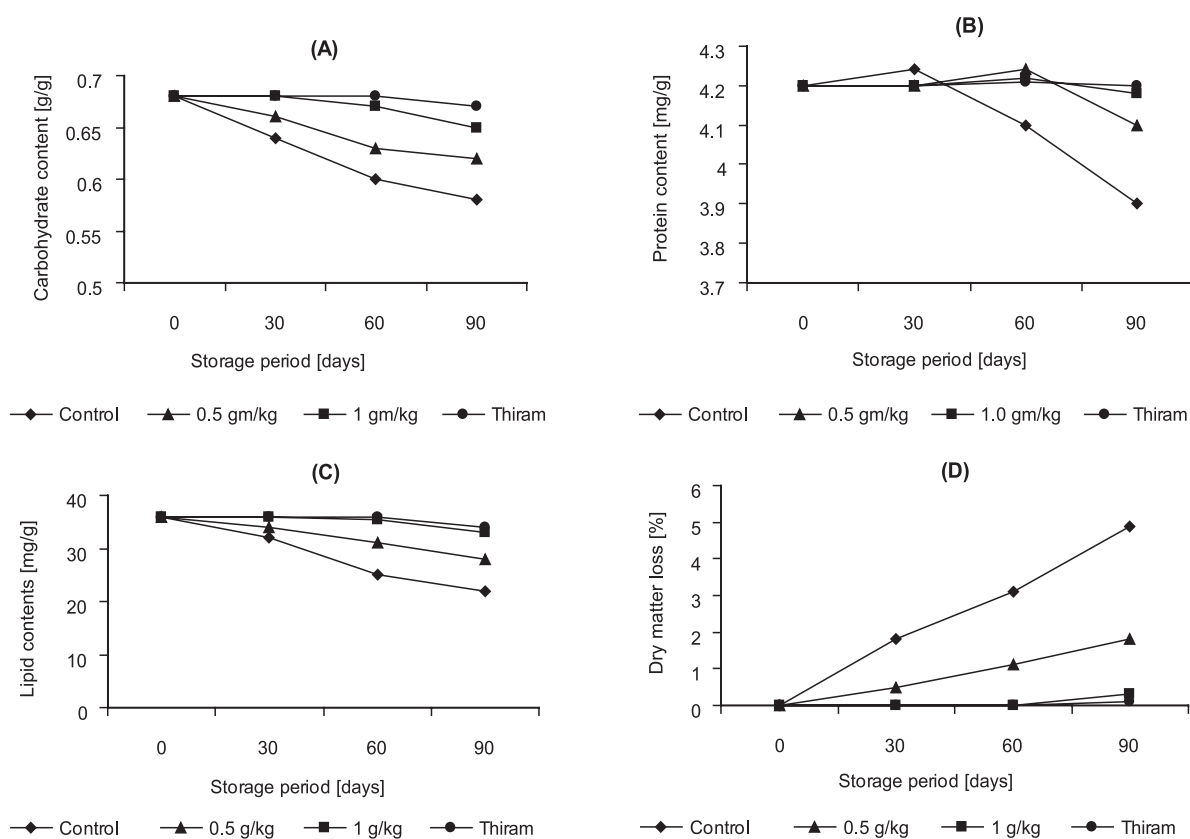 (A)
Carbohydrate content [g/g]
0.7
0.65
0.6
0.55
0.5
0 30 60 90
Storage period [days]
Control 0.5 gm/kg 1 gm/kg Thiram
(B)
Protein content [mg/g]
4.3
4.2
4.1
4
3.9
3.8
3.7
0 30 60 90
Storage period [days]
Control 0.5 gm/kg 1.0 gm/kg Thiram
(C)
Lipid contents [mg/g]
40
30
20
10
0
0 30 60 90
Storage period [days]
Control 0.5 g/kg 1 g/kg Thiram
(D)
Dry matter loss [%]
6
5
4
3
2
1
0
0 30 60 90
Storage period [days]
Control 0.5 g/kg 1 g/kg Thiram